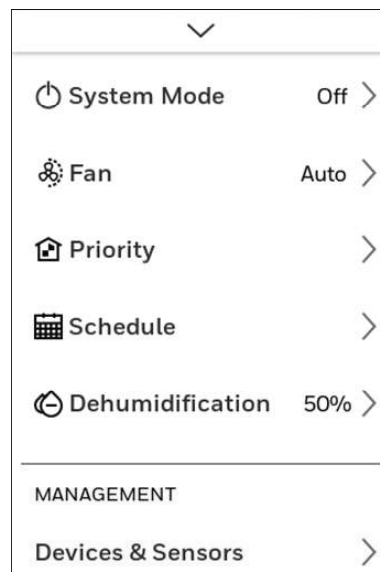 System Mode Off
Fan Auto
Priority
Schedule
Dehumidification 50%
MANAGEMENT
Devices & Sensors